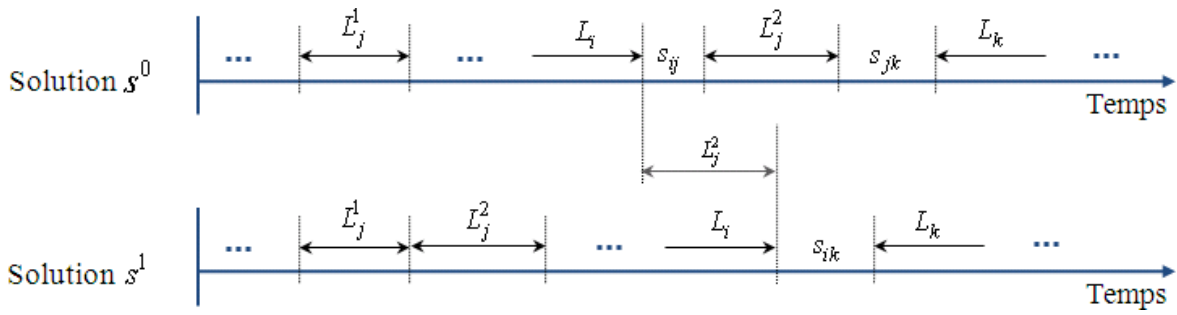 ... L_j^1 ... L_i s_ij L_j^2 s_jk L_k ...
Solution s^0
Temps
L_j^2
... L_j^1 L_j^2 ... L_i s_ik L_k ...
Solution s^1
Temps